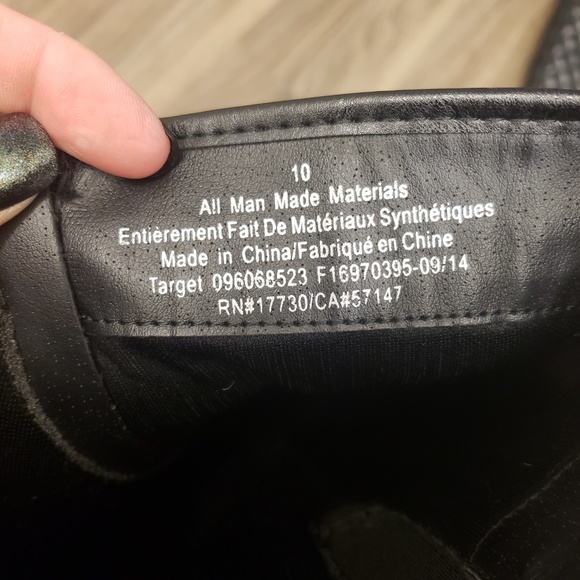 10
All Man Made Materials
Entièrement Fait De Matériaux Synthétiques
Made in China/Fabriqué en Chine
Target 096068523 F16970395-09/14
RN#17730/CA#57147